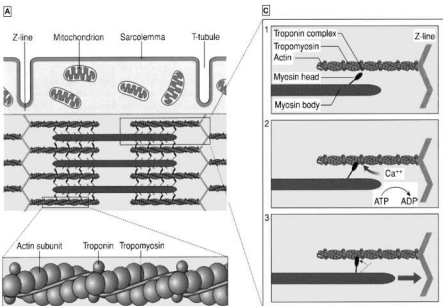 A
Z-line Mitochondrion Sarcolemma T-tubule
Actin subunit Troponin Tropomyosin
C
1
Troponin complex
Tropomyosin
Actin
Myosin head
Myosin body
Z-line
2
Ca++
ATP ADP
3